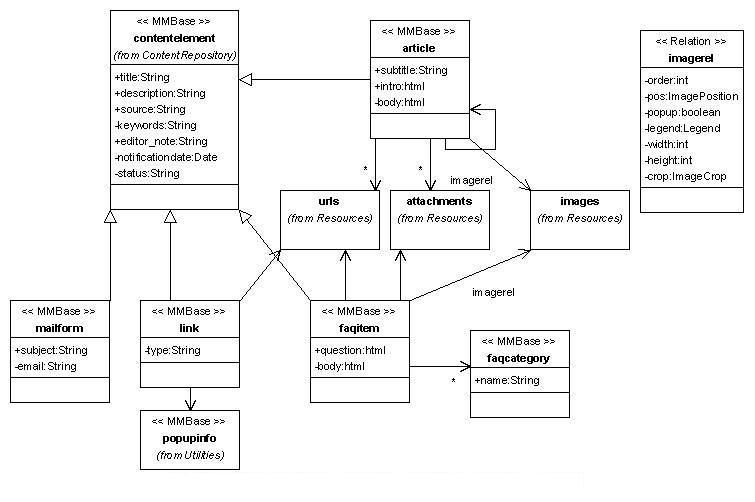 << MMBase >>
contentelement
(from ContentRepository)
+title:String
+description:String
+source:String
-keywords:String
+editor_note:String
-notificationdate:Date
-status:String
<< MMBase >>
article
+subtitle:String
+intro:html
-body:html
<< Relation >>
imagerel
-order:int
-pos:ImagePosition
-popup:boolean
-legend:Legend
-width:int
-height:int
-crop:ImageCrop
*
*
imagerel
urls
(from Resources)
attachments
(from Resources)
images
(from Resources)
imagerel
<< MMBase >>
mailform
+subject:String
-email:String
<< MMBase >>
link
-type:String
<< MMBase >>
faqitem
+question:html
-body:html
*
<< MMBase >>
faqcategory
+name:String
<< MMBase >>
popupinfo
(from Utilities)